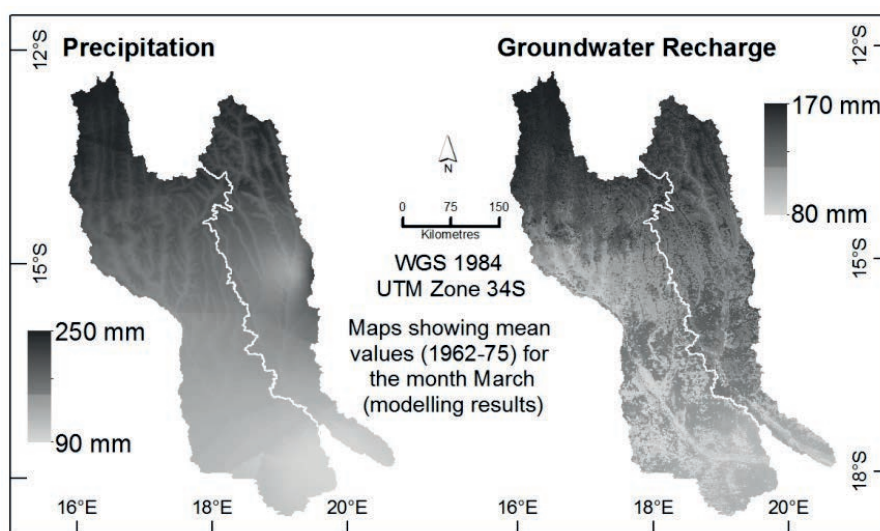 Precipitation
Groundwater Recharge
12°S
12°S
170 mm
80 mm
N
0 75 150
Kilometres
15°S
15°S
WGS 1984
UTM Zone 34S
Maps showing mean
values (1962-75) for
the month March
(modelling results)
250 mm
90 mm
18°S
16°E
18°E
20°E
16°E
18°E
20°E